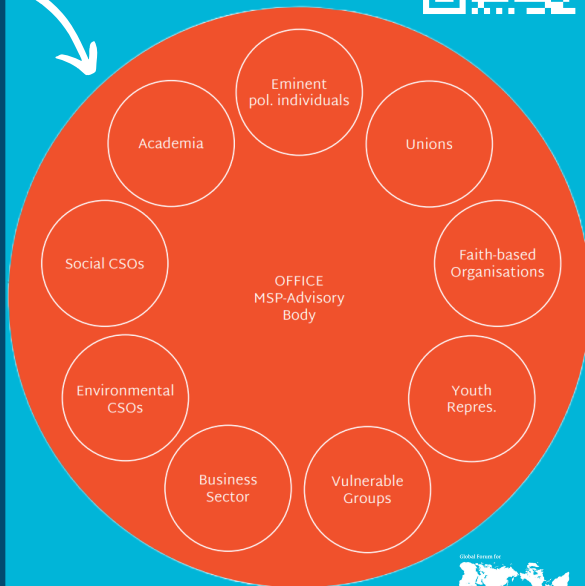 Eminent
pol. individuals
Academia
Unions
Social CSOs
Faith-based
Organisations
OFFICE
MSP-Advisory
Body
Environmental
CSOs
Youth
Repres.
Business
Sector
Vulnerable
Groups
Global Forum for